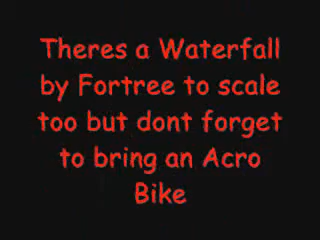 Theres a Waterfall
by Fortree to scale
too but dont forget
to bring an Acro
Bike